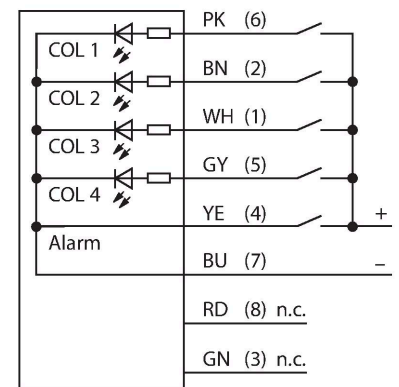 PK (6)
COL 1
BN (2)
COL 2
WH (1)
COL 3
GY (5)
COL 4
YE (4)
+
Alarm
BU (7)
–
RD (8) n.c.
GN (3) n.c.